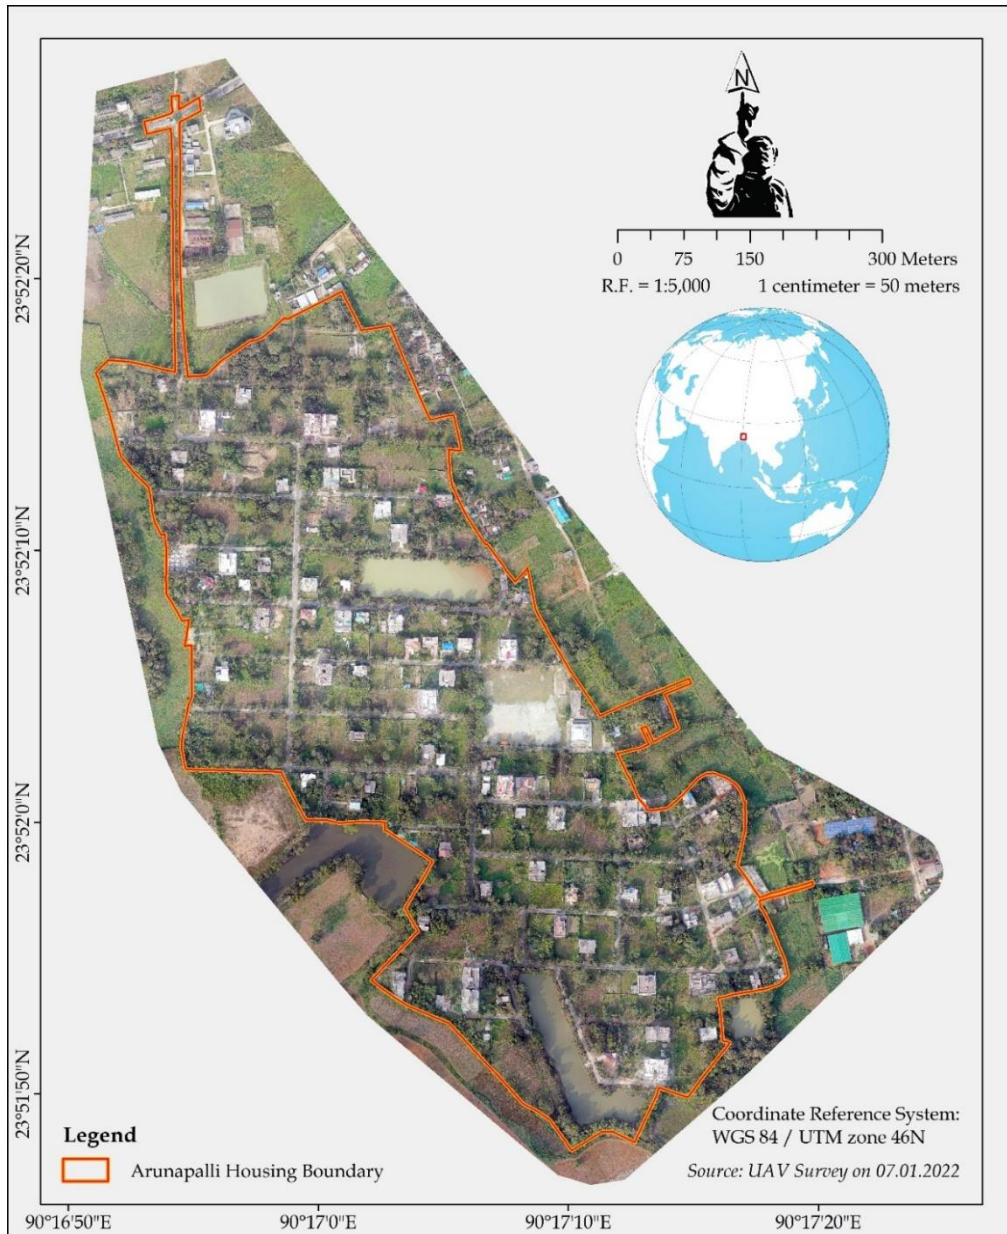 N
0 75 150 300 Meters
R.F. = 1:5,000 1 centimeter = 50 meters
23°52'20"N
23°52'10"N
23°52'0"N
23°51'50"N
Legend
Arunapalli Housing Boundary
Coordinate Reference System:
WGS 84 / UTM zone 46N
Source: UAV Survey on 07.01.2022
90°16'50"E 90°17'0"E 90°17'10"E 90°17'20"E